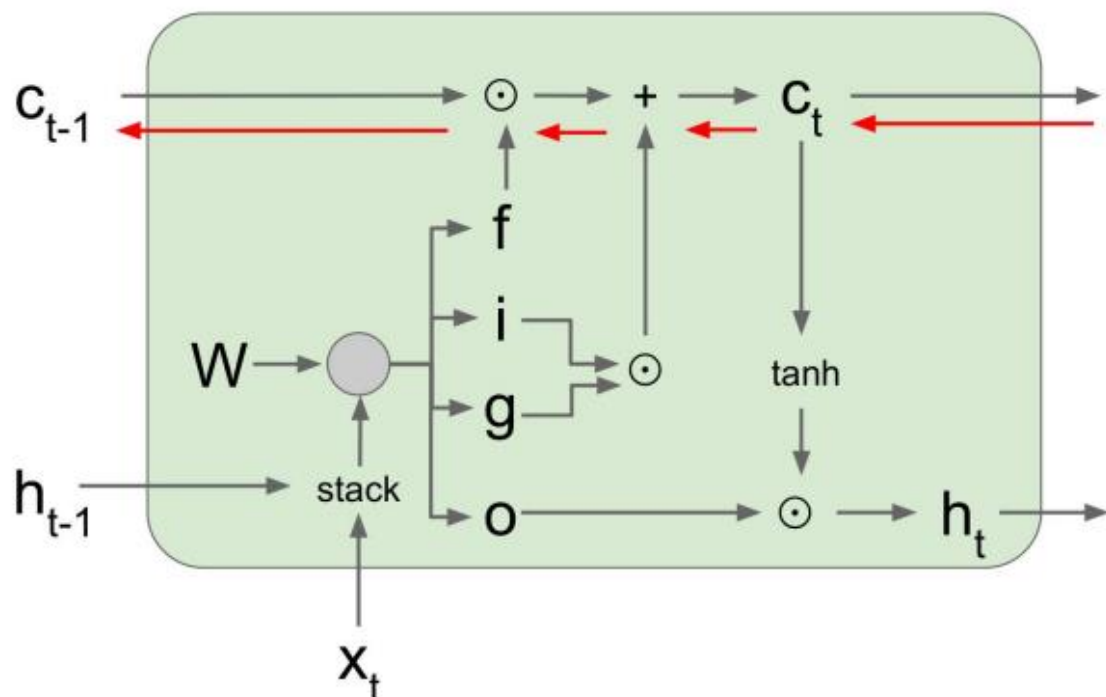 c_{t-1} ⊙ + c_t
f
i
W ⊙ tanh
g
h_{t-1} stack o ⊙ h_t
x_t